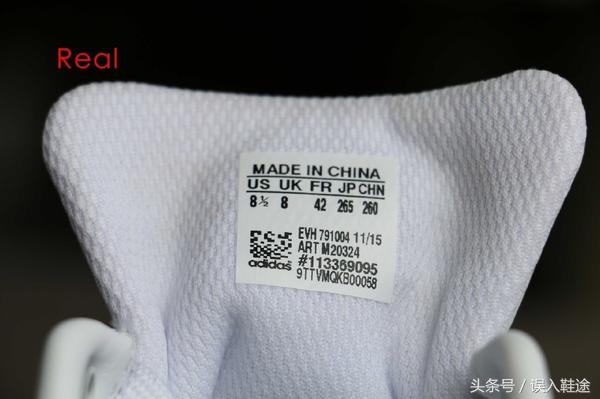 Real
MADE IN CHINA
US UK FR JP CHN
8½ 8 42 265 260
EVH 791004 11/15
ART M20324
adidas #113369095
9TTVMQKB00058
头条号 / 误入鞋途